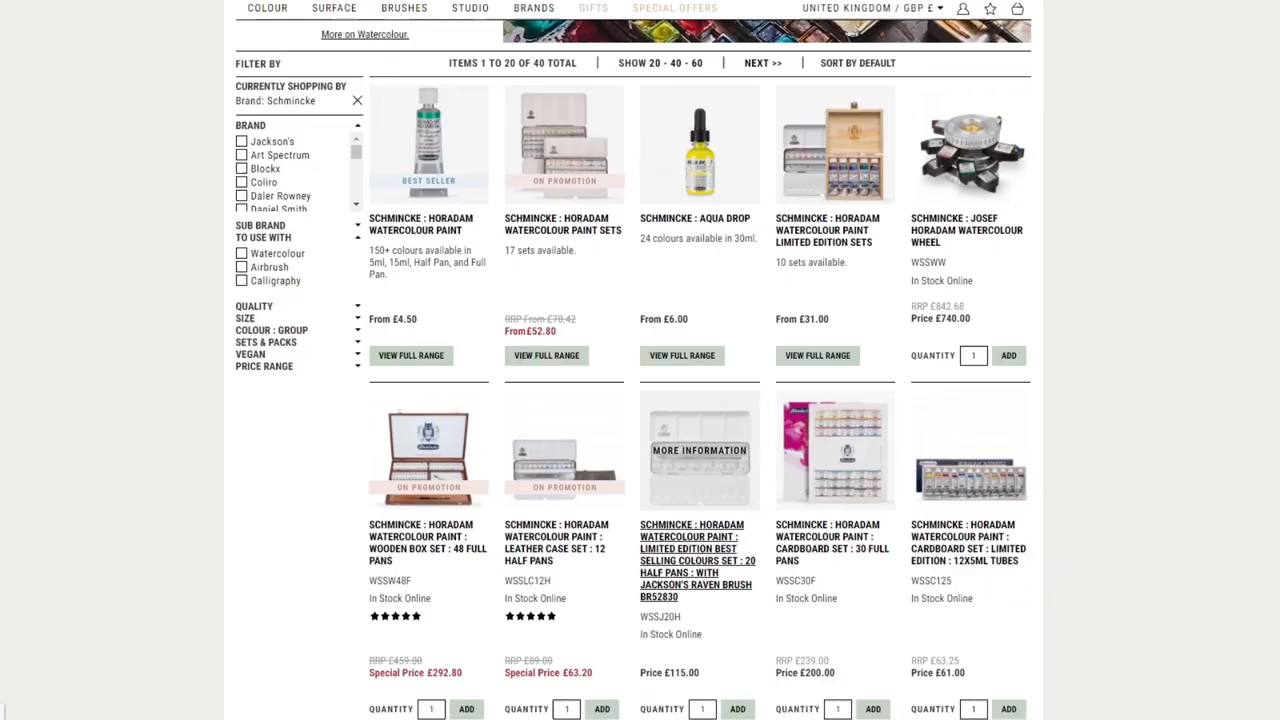 COLOUR SURFACE BRUSHES STUDIO BRANDS GIFTS SPECIAL OFFERS UNITED KINGDOM / GBP £
More on Watercolour.
FILTER BY
ITEMS 1 TO 20 OF 40 TOTAL | SHOW 20 - 40 - 60 | NEXT >> | SORT BY DEFAULT
CURRENTLY SHOPPING BY
Brand: Schmincke
BRAND
Jackson's
Art Spectrum
Blockx
Coliro
Daler Rowney
Daniel Smith
SUB BRAND
TO USE WITH
Watercolour
Airbrush
Calligraphy
QUALITY
SIZE
COLOUR : GROUP
SETS & PACKS
VEGAN
PRICE RANGE
BEST SELLER
SCHMINCKE : HORADAM
WATERCOLOUR PAINT
150+ colours available in
5ml, 15ml, Half Pan, and Full
Pan.
From £4.50
VIEW FULL RANGE
ON PROMOTION
SCHMINCKE : HORADAM
WATERCOLOUR PAINT SETS
17 sets available.
RRP From £70.42
From£52.80
VIEW FULL RANGE
SCHMINCKE : AQUA DROP
24 colours available in 30ml.
From £6.00
VIEW FULL RANGE
SCHMINCKE : HORADAM
WATERCOLOUR PAINT
LIMITED EDITION SETS
10 sets available.
From £31.00
VIEW FULL RANGE
SCHMINCKE : JOSEF
HORADAM WATERCOLOUR
WHEEL
WSSWW
In Stock Online
RRP £842.68
Price £740.00
QUANTITY 1 ADD
ON PROMOTION
SCHMINCKE : HORADAM
WATERCOLOUR PAINT :
WOODEN BOX SET : 48 FULL
PANS
WSSW48F
In Stock Online
★★★★★
RRP £459.00
Special Price £292.80
QUANTITY 1 ADD
ON PROMOTION
SCHMINCKE : HORADAM
WATERCOLOUR PAINT :
LEATHER CASE SET : 12
HALF PANS
WSSLC12H
In Stock Online
★★★★★
RRP £89.00
Special Price £63.20
QUANTITY 1 ADD
MORE INFORMATION
SCHMINCKE : HORADAM
WATERCOLOUR PAINT :
LIMITED EDITION BEST
SELLING COLOURS SET : 20
HALF PANS : WITH
JACKSON'S RAVEN BRUSH
BR52830
WSSJ20H
In Stock Online
Price £115.00
QUANTITY 1 ADD
SCHMINCKE : HORADAM
WATERCOLOUR PAINT :
CARDBOARD SET : 30 FULL
PANS
WSSC30F
In Stock Online
RRP £239.00
Price £200.00
QUANTITY 1 ADD
SCHMINCKE : HORADAM
WATERCOLOUR PAINT :
CARDBOARD SET : LIMITED
EDITION : 12X5ML TUBES
WSSC125
In Stock Online
RRP £63.25
Price £61.00
QUANTITY 1 ADD